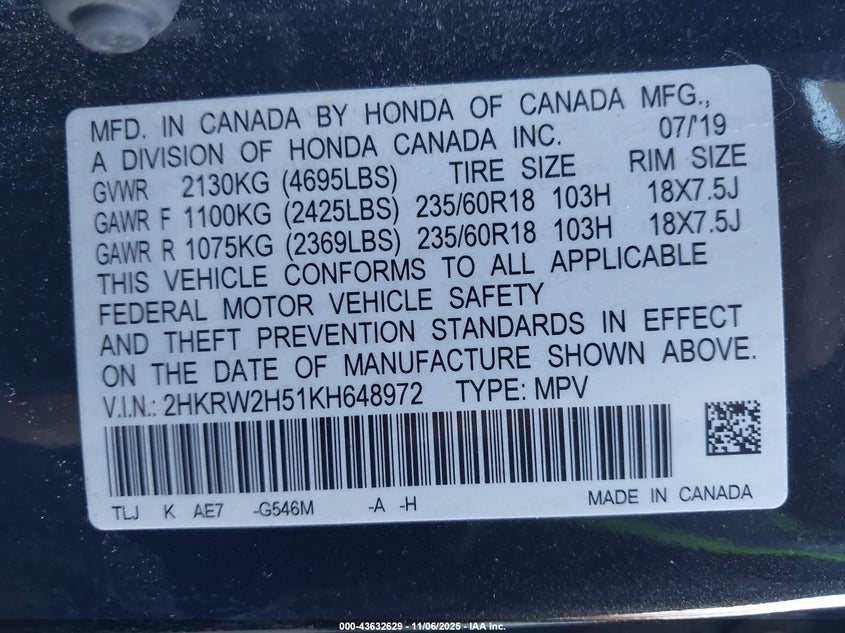 MFD. IN CANADA BY HONDA OF CANADA MFG.,
A DIVISION OF HONDA CANADA INC. 07/'19
GVWR 2130KG (4695LBS) TIRE SIZE RIM SIZE
GAWR F 1100KG (2425LBS) 235/60R18 103H 18X7.5J
GAWR R 1075KG (2369LBS) 235/60R18 103H 18X7.5J
THIS VEHICLE CONFORMS TO ALL APPLICABLE
FEDERAL MOTOR VEHICLE SAFETY
AND THEFT PREVENTION STANDARDS IN EFFECT
ON THE DATE OF MANUFACTURE SHOWN ABOVE.
V.I.N.: 2HKRW2H51KH648972 TYPE: MPV
TLJ K AE7 -G546M -A -H MADE IN CANADA
000-43632629 - 11/06/2025 - IAA Inc.